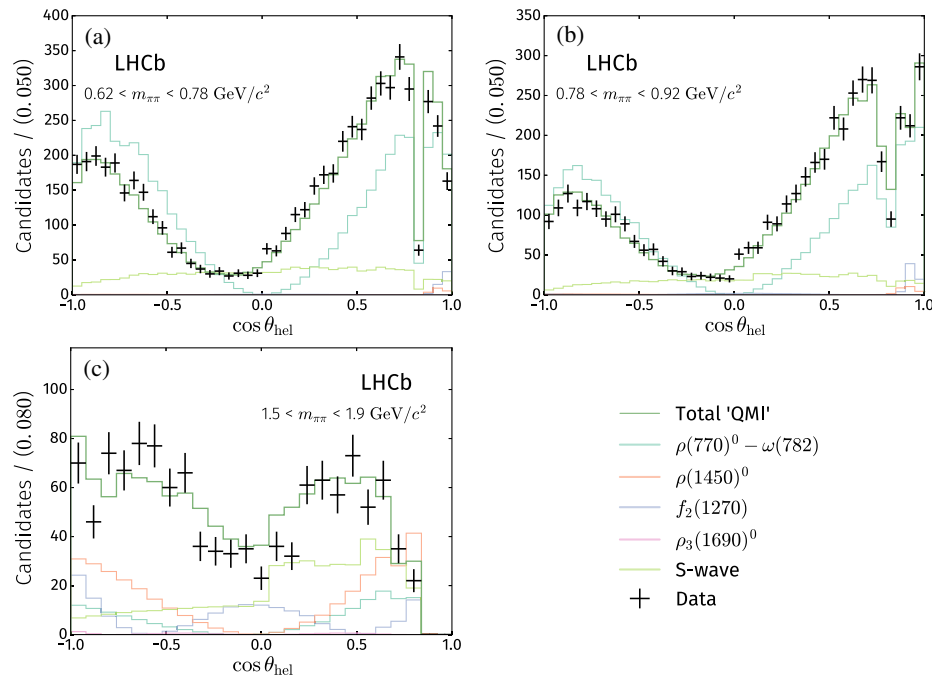 (a)
LHCb
0.62 < m_ππ < 0.78 GeV/c²
Candidates / (0.050)
400
350
300
250
200
150
100
50
0
−1.0 −0.5 0.0 0.5 1.0
cos θ_hel
(b)
LHCb
0.78 < m_ππ < 0.92 GeV/c²
Candidates / (0.050)
350
300
250
200
150
100
50
0
−1.0 −0.5 0.0 0.5 1.0
cos θ_hel
(c)
LHCb
1.5 < m_ππ < 1.9 GeV/c²
Candidates / (0.080)
100
80
60
40
20
0
−1.0 −0.5 0.0 0.5 1.0
cos θ_hel
Total 'QMI'
ρ(770)⁰ − ω(782)
ρ(1450)⁰
f₂(1270)
ρ₃(1690)⁰
S-wave
Data